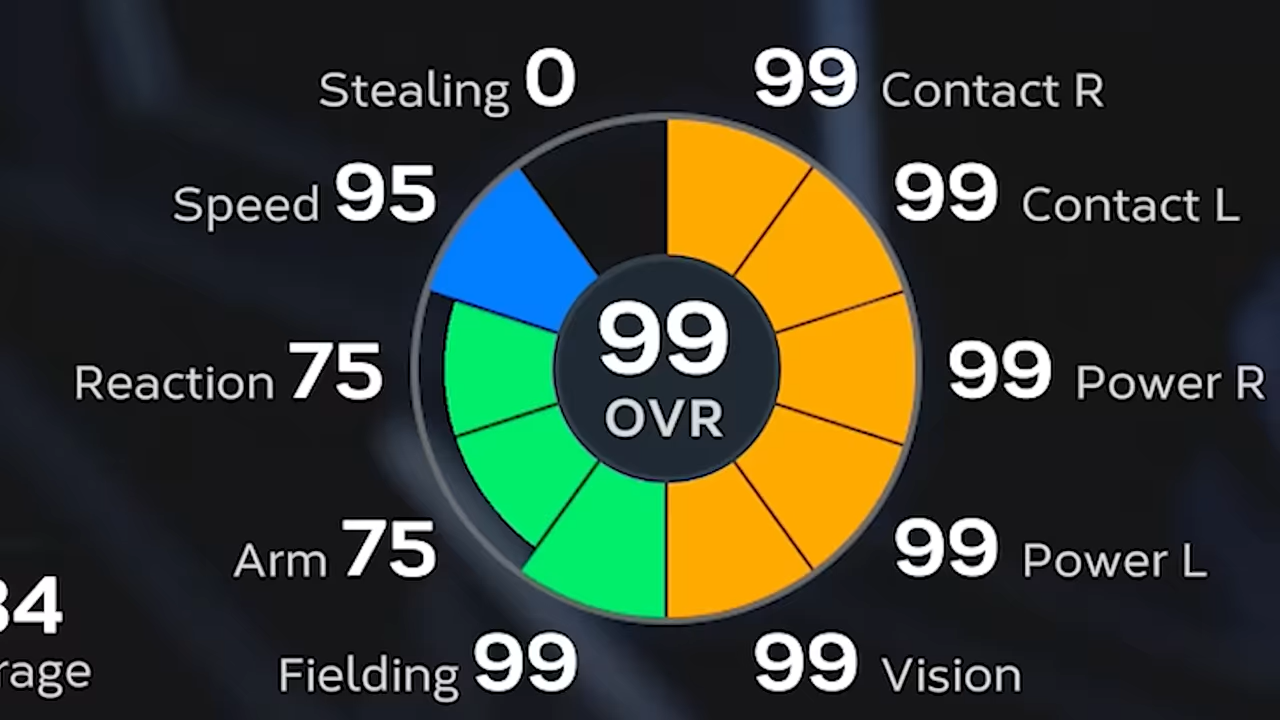 Stealing 0
99 Contact R
Speed 95
99 Contact L
99
OVR
Reaction 75
99 Power R
Arm 75
99 Power L
Fielding 99
99 Vision